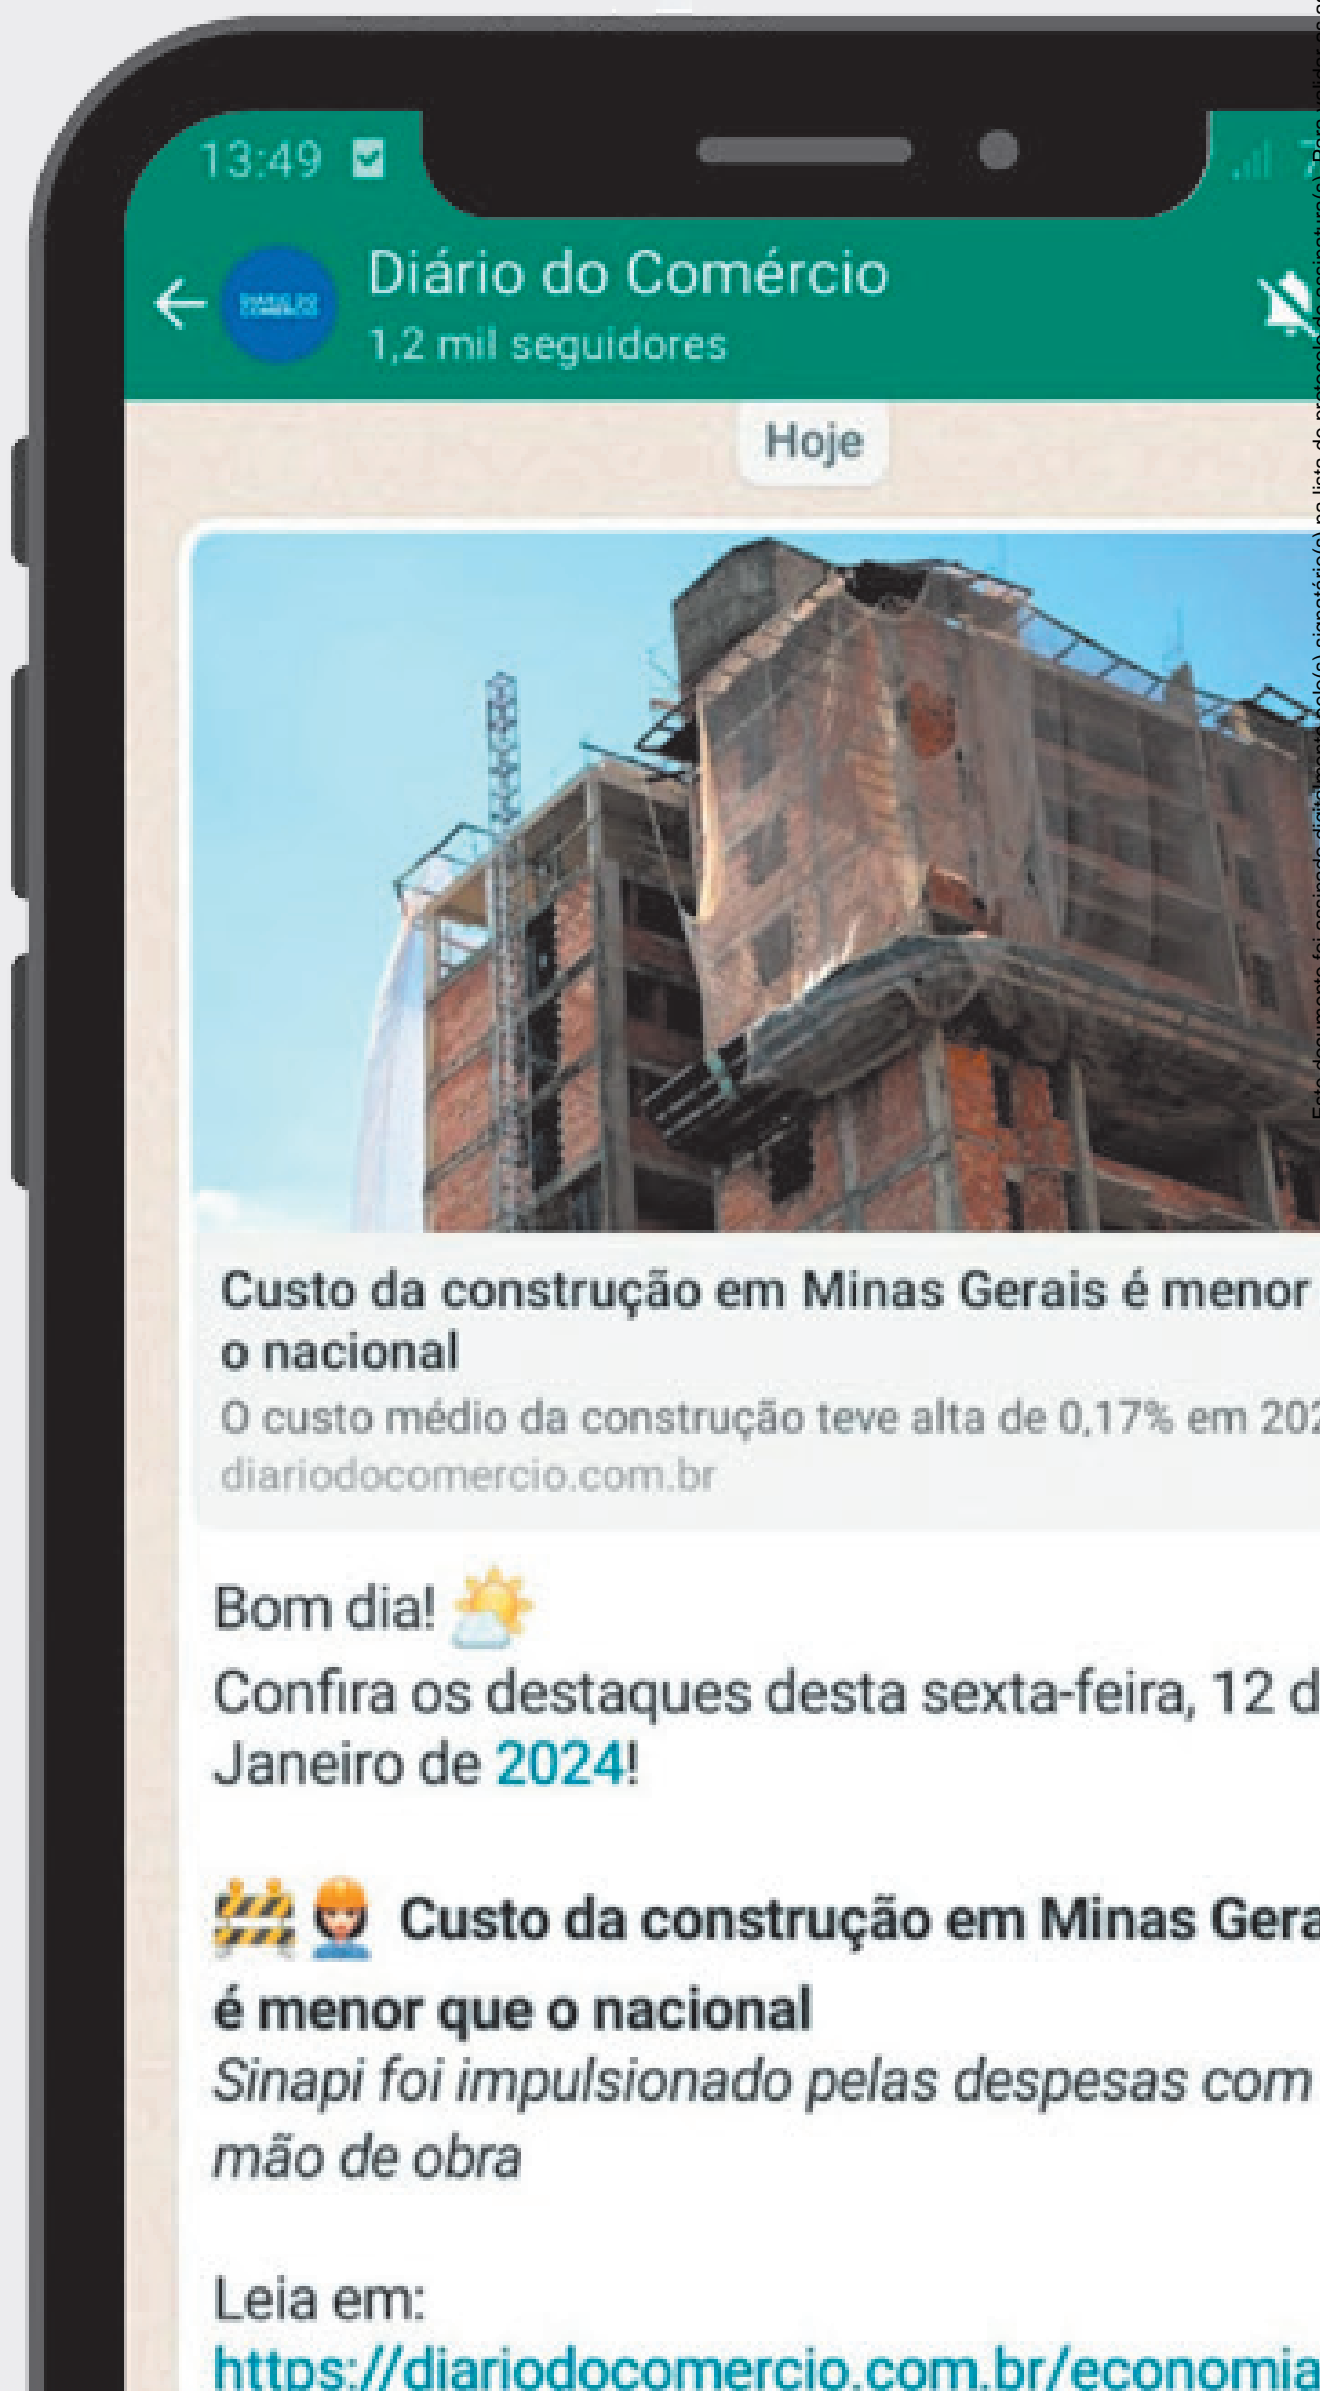 13:49
Diário do Comércio
1,2 mil seguidores
Hoje
Custo da construção em Minas Gerais é menor
o nacional
O custo médio da construção teve alta de 0,17% em 202
diariodocomercio.com.br
Bom dia!
Confira os destaques desta sexta-feira, 12 d
Janeiro de 2024!
Custo da construção em Minas Gera
é menor que o nacional
Sinapi foi impulsionado pelas despesas com
mão de obra
Leia em:
https://diariodocomercio.com.br/economia